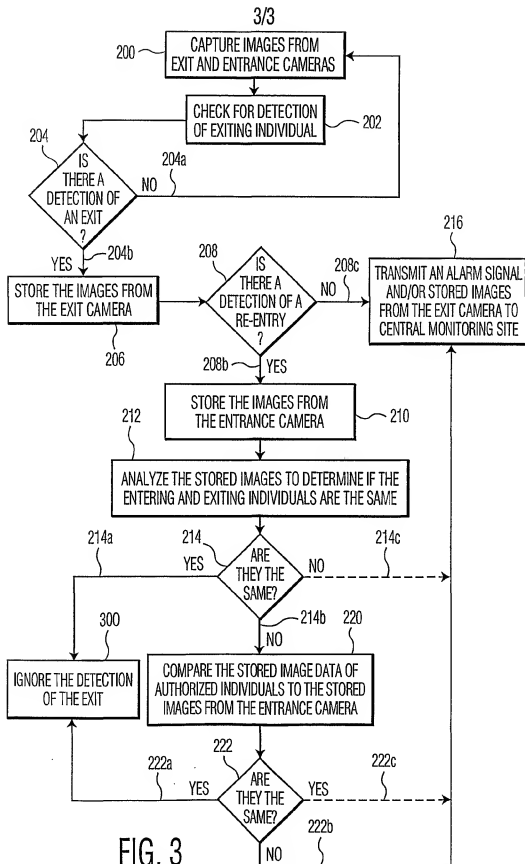 3/3
200
CAPTURE IMAGES FROM
EXIT AND ENTRANCE CAMERAS
CHECK FOR DETECTION
OF EXITING INDIVIDUAL
202
204
IS
THERE A
DETECTION OF
AN EXIT
?
NO
204a
YES
204b
STORE THE IMAGES FROM
THE EXIT CAMERA
206
208
IS
THERE A
DETECTION OF A
RE-ENTRY
?
NO
208c
216
TRANSMIT AN ALARM SIGNAL
AND/OR STORED IMAGES
FROM THE EXIT CAMERA TO
CENTRAL MONITORING SITE
208b
YES
STORE THE IMAGES FROM
THE ENTRANCE CAMERA
210
212
ANALYZE THE STORED IMAGES TO DETERMINE IF THE
ENTERING AND EXITING INDIVIDUALS ARE THE SAME
214a
YES
214
ARE
THEY THE
SAME?
NO
214c
214b
NO
300
IGNORE THE DETECTION
OF THE EXIT
220
COMPARE THE STORED IMAGE DATA OF
AUTHORIZED INDIVIDUALS TO THE STORED
IMAGES FROM THE ENTRANCE CAMERA
222a
YES
222
ARE
THEY THE
SAME?
YES
222c
NO
222b
FIG. 3